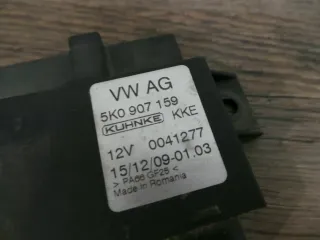 VW AG
5K0 907 159
KUHNKE KKE
12V 0041277
15/12/09-01.03
> PA66 GF25 <
Made in Romania